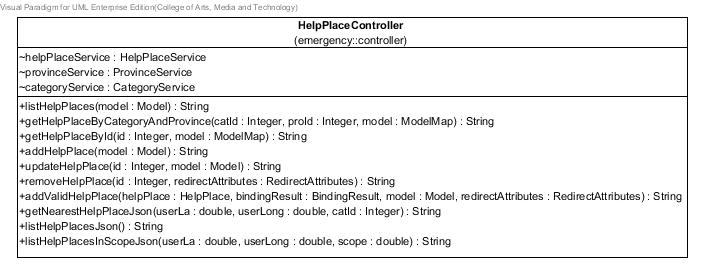 Visual Paradigm for UML Enterprise Edition(College of Arts, Media and Technology)
HelpPlaceController
(emergency::controller)
~helpPlaceService : HelpPlaceService
~provinceService : ProvinceService
~categoryService : CategoryService
+listHelpPlaces(model : Model) : String
+getHelpPlaceByCategoryAndProvince(catId : Integer, proId : Integer, model : ModelMap) : String
+getHelpPlaceById(id : Integer, model : ModelMap) : String
+addHelpPlace(model : Model) : String
+updateHelpPlace(id : Integer, model : Model) : String
+removeHelpPlace(id : Integer, redirectAttributes : RedirectAttributes) : String
+addValidHelpPlace(helpPlace : HelpPlace, bindingResult : BindingResult, model : Model, redirectAttributes : RedirectAttributes) : String
+getNearestHelpPlaceJson(userLa : double, userLong : double, catId : Integer) : String
+listHelpPlacesJson() : String
+listHelpPlacesInScopeJson(userLa : double, userLong : double, scope : double) : String